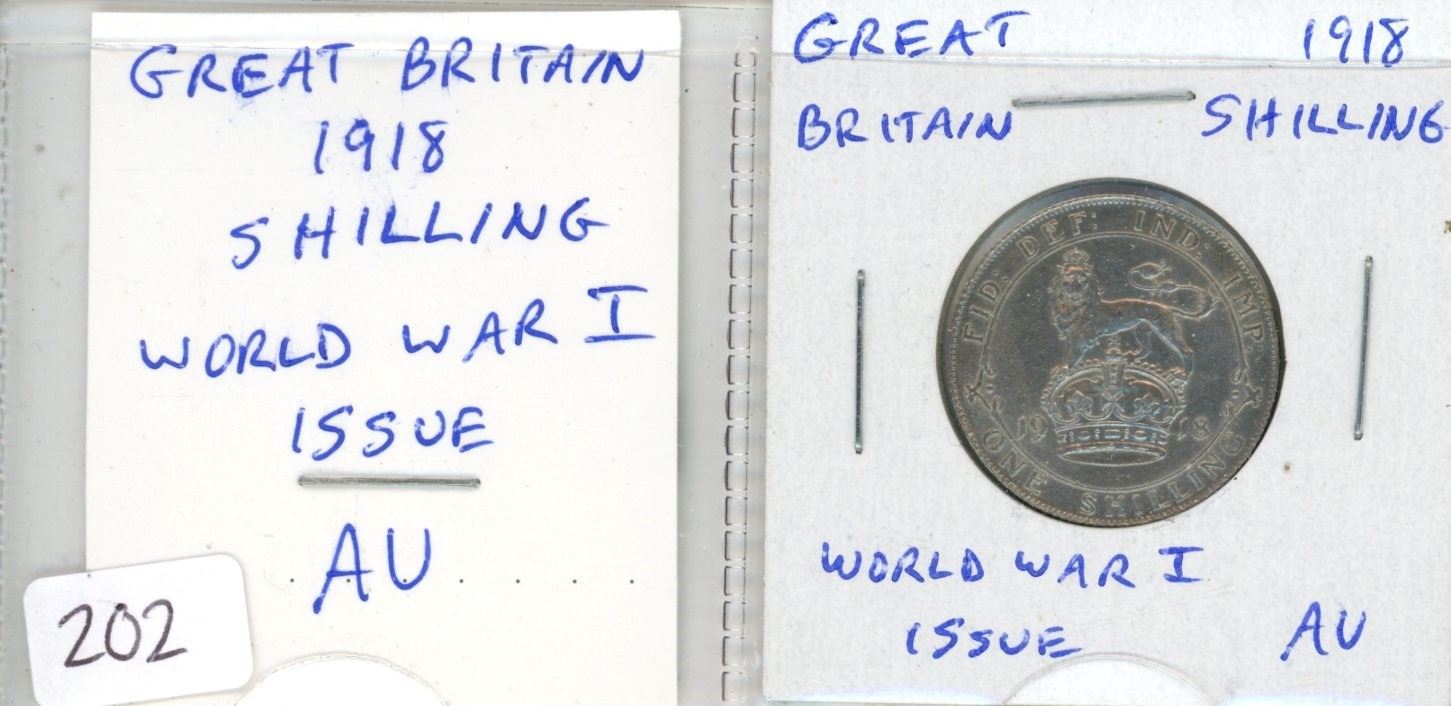 GREAT BRITAIN
1918
SHILLING
WORLD WAR I
ISSUE
AU
202
GREAT 1918
BRITAIN SHILLING
FID: DEF: IND: IMP:
19 18
ONE SHILLING
WORLD WAR I
ISSUE AU